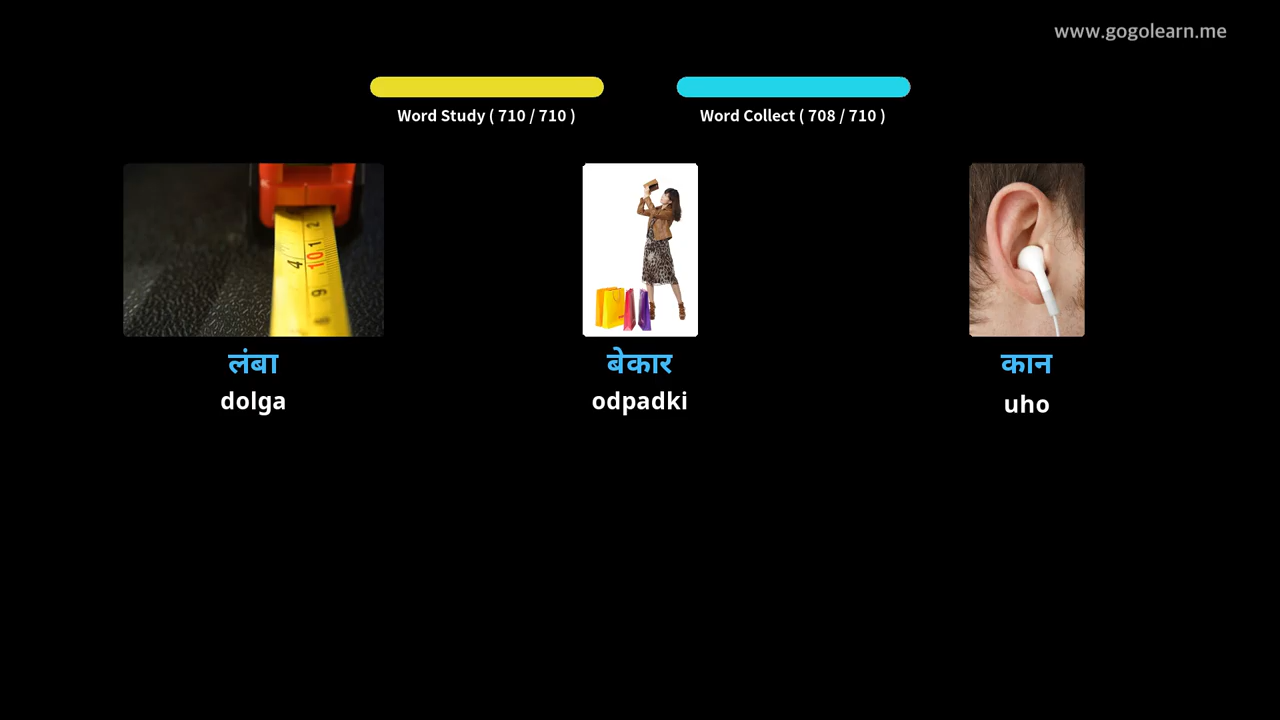 www.gogolearn.me
Word Study ( 710 / 710 )
Word Collect ( 708 / 710 )
लंबा
dolga
बेकार
odpadki
कान
uho